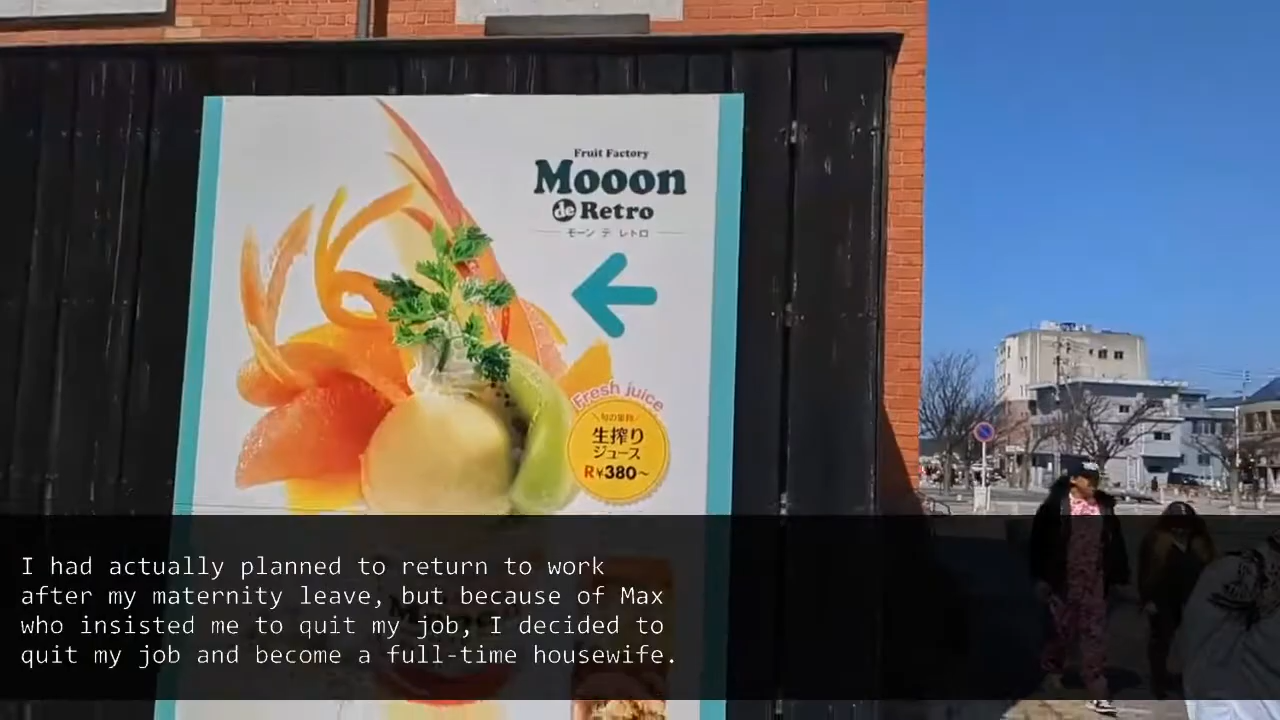 Fruit Factory
Mooon
de Retro
モーン デ レトロ
Fresh juice
旬の果物
生搾り
ジュース
R¥380～
I had actually planned to return to work
after my maternity leave, but because of Max
who insisted me to quit my job, I decided to
quit my job and become a full-time housewife.